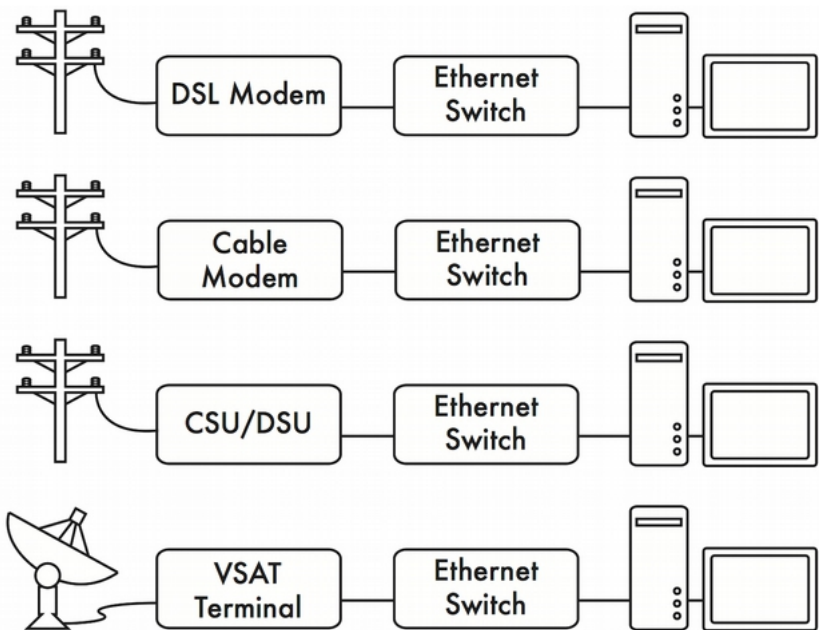 DSL Modem
Ethernet
Switch
Cable
Modem
Ethernet
Switch
CSU/DSU
Ethernet
Switch
VSAT
Terminal
Ethernet
Switch